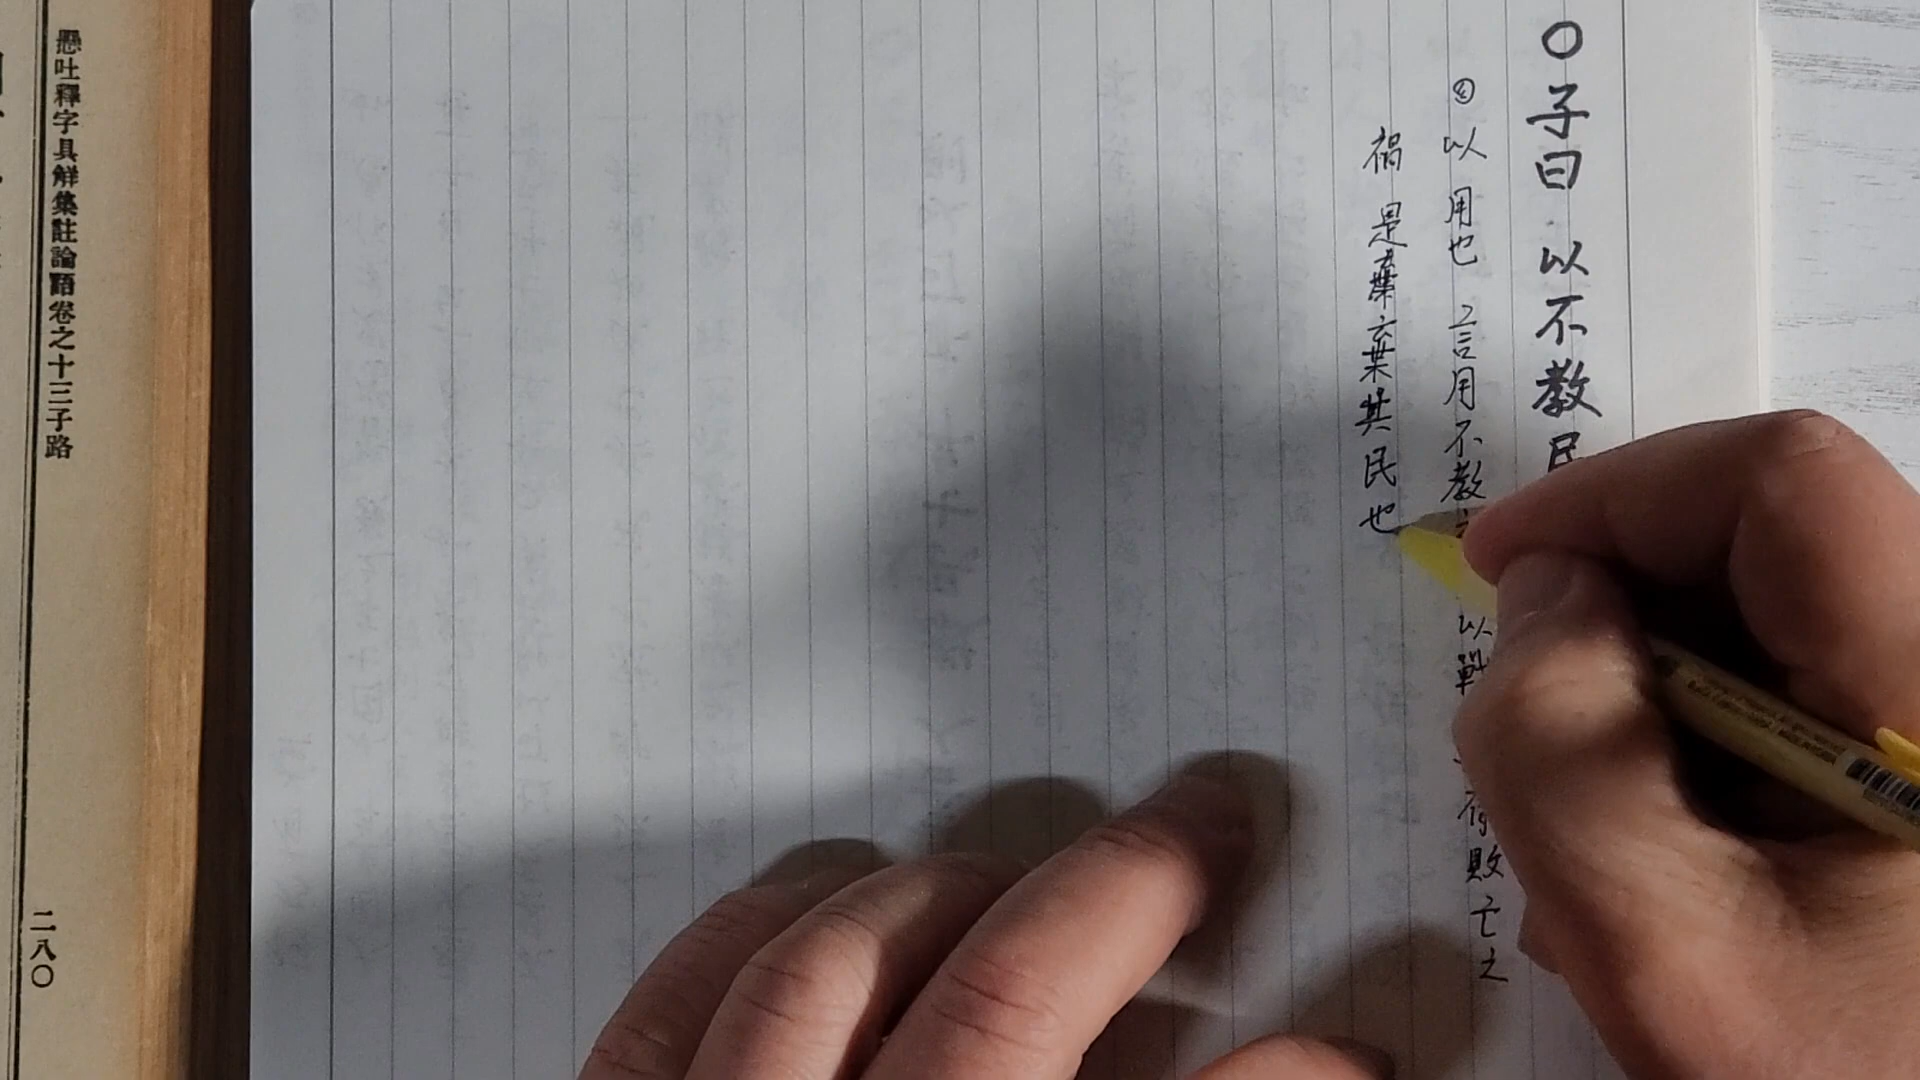 〇子曰 以不教民
以 用也 言用不教 以戰 敗亡之
禍 是棄棄其民也
懸吐釋字具解集註論語卷之十三子路
二八〇